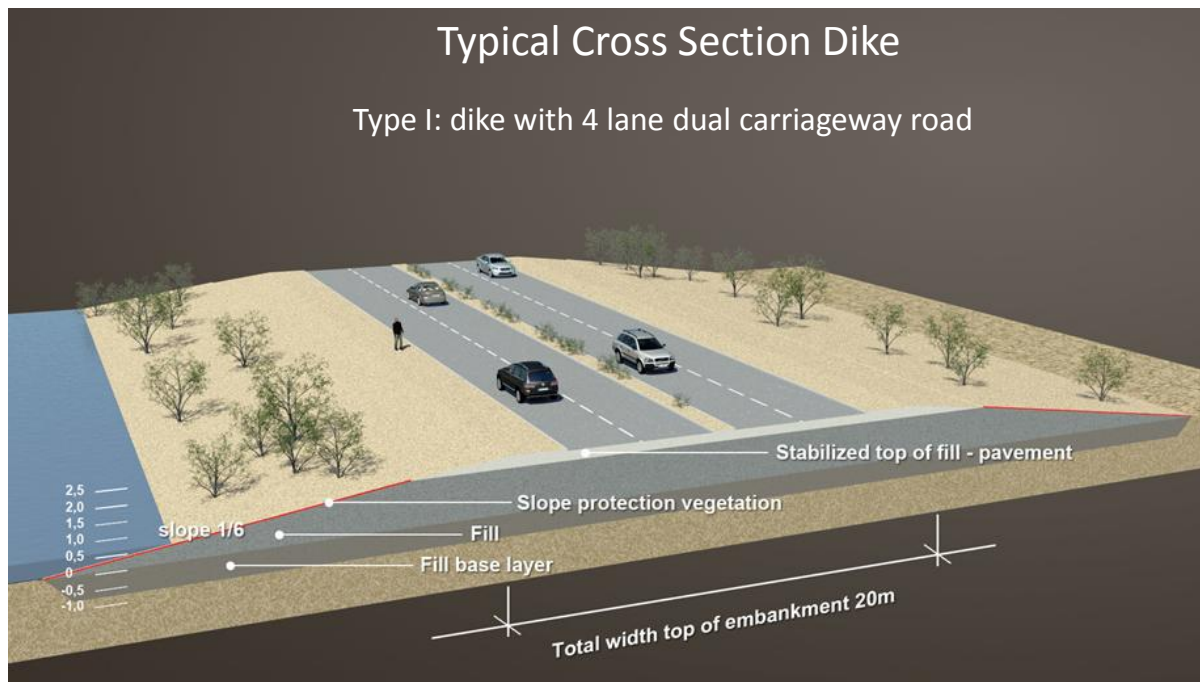 Typical Cross Section Dike
Type I: dike with 4 lane dual carriageway road
Stabilized top of fill - pavement
2,5
2,0
1,5
1,0
0,5
0
-0,5
-1,0
Slope protection vegetation
slope 1/6
Fill
Fill base layer
Total width top of embankment 20m